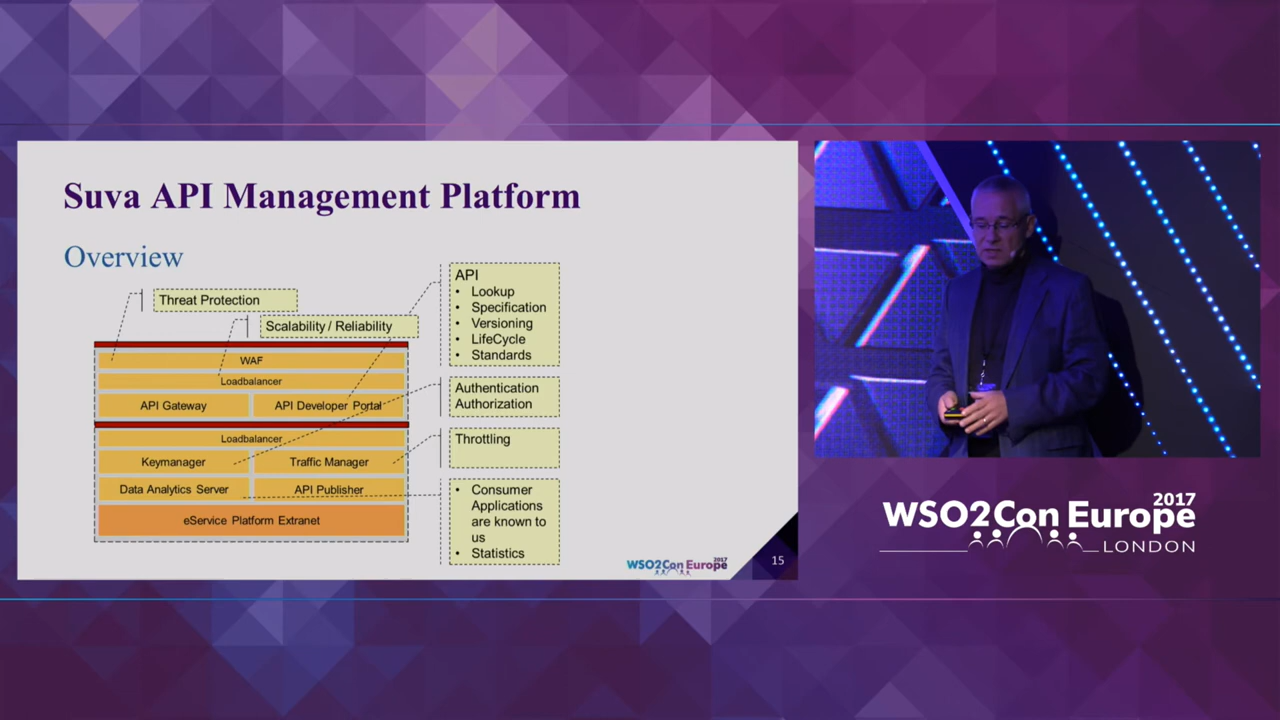 Suva API Management Platform
Overview
Threat Protection
Scalability / Reliability
API
• Lookup
• Specification
• Versioning
• LifeCycle
• Standards
WAF
Loadbalancer
API Gateway
API Developer Portal
Authentication
Authorization
Loadbalancer
Keymanager
Traffic Manager
Throttling
Data Analytics Server
API Publisher
eService Platform Extranet
• Consumer
Applications
are known to
us
• Statistics
WSO2Con Europe 2017
15
2017
WSO2Con Europe
LONDON